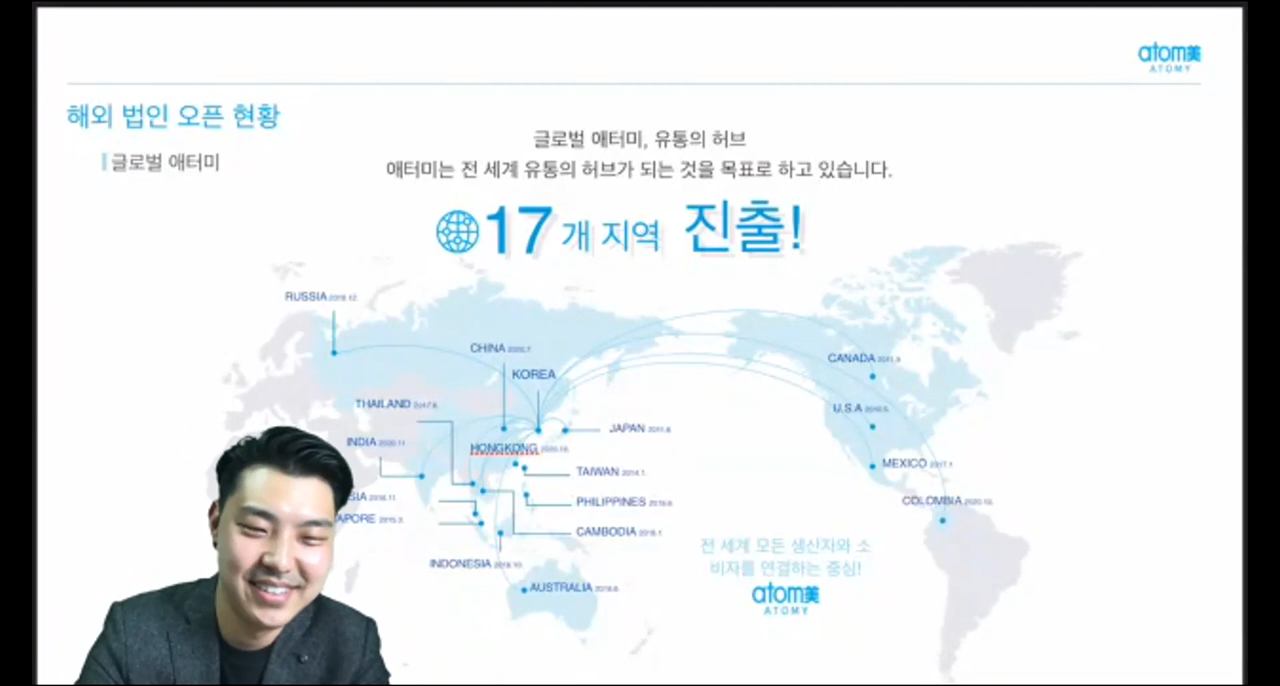 atom美
ATOMY
해외 법인 오픈 현황
글로벌 애터미
글로벌 애터미, 유통의 허브
애터미는 전 세계 유통의 허브가 되는 것을 목표로 하고 있습니다.
17개 지역 진출!
RUSSIA
CHINA
KOREA
CANADA
THAILAND
U.S.A
JAPAN
INDIA
HONGKONG
MEXICO
TAIWAN
SIA
PHILIPPINES
COLOMBIA
APORE
CAMBODIA
INDONESIA
AUSTRALIA
전 세계 모든 생산자와 소
비자를 연결하는 중심!
atom美
ATOMY